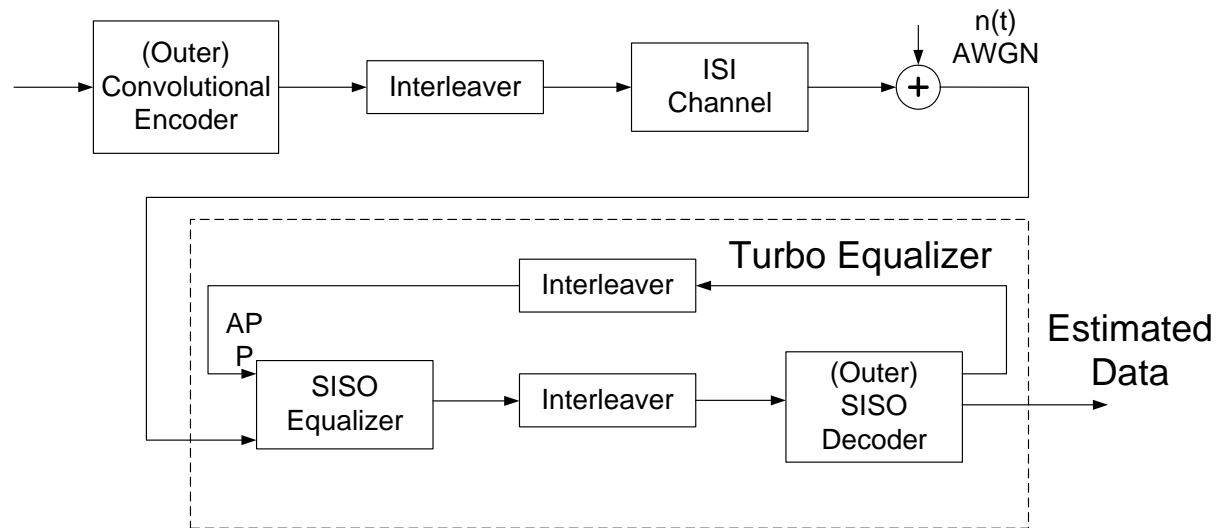 (Outer)
Convolutional
Encoder
Interleaver
ISI
Channel
n(t)
AWGN
+
Turbo Equalizer
Interleaver
AP
P
SISO
Equalizer
Interleaver
(Outer)
SISO
Decoder
Estimated
Data